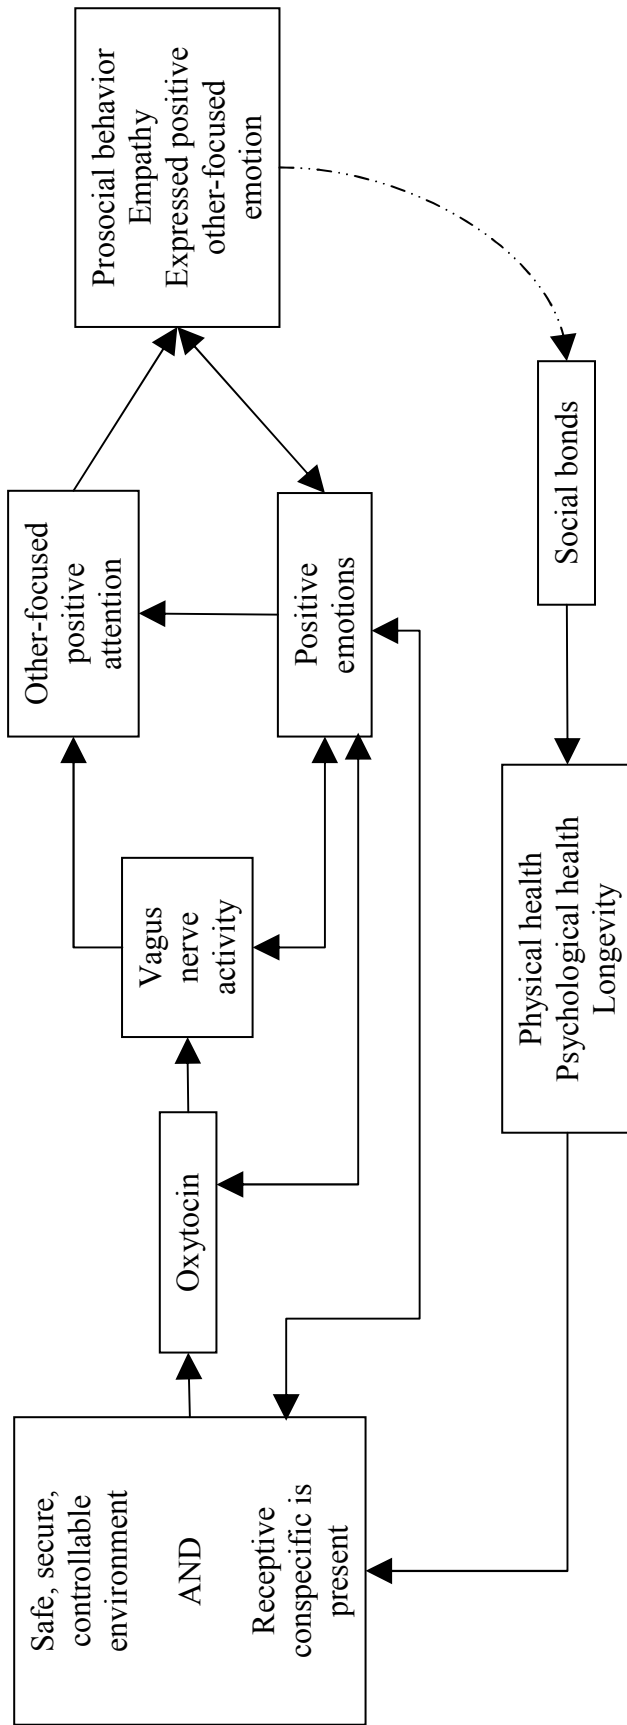 Safe, secure,
controllable
environment
AND
Receptive
conspecific is
present
Oxytocin
Vagus
nerve
activity
Other-focused
positive
attention
Positive
emotions
Prosocial behavior
Empathy
Expressed positive
other-focused
emotion
Social bonds
Physical health
Psychological health
Longevity